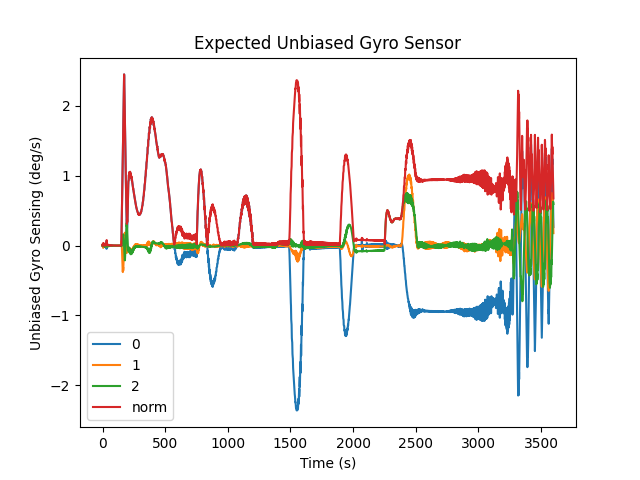 Expected Unbiased Gyro Sensor
Unbiased Gyro Sensing (deg/s)
2
1
0
−1
−2
0
1
2
norm
0 500 1000 1500 2000 2500 3000 3500
Time (s)